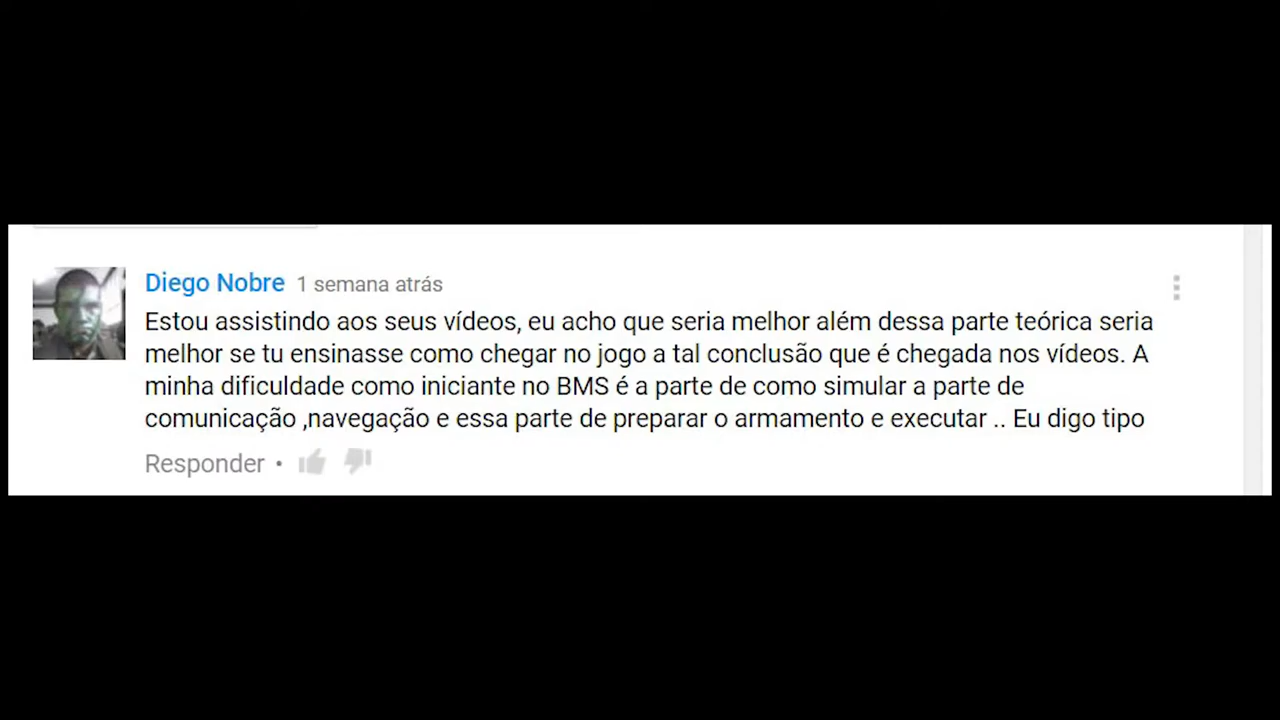 Diego Nobre 1 semana atrás
Estou assistindo aos seus vídeos, eu acho que seria melhor além dessa parte teórica seria
melhor se tu ensinasse como chegar no jogo a tal conclusão que é chegada nos vídeos. A
minha dificuldade como iniciante no BMS é a parte de como simular a parte de
comunicação ,navegação e essa parte de preparar o armamento e executar .. Eu digo tipo
Responder •